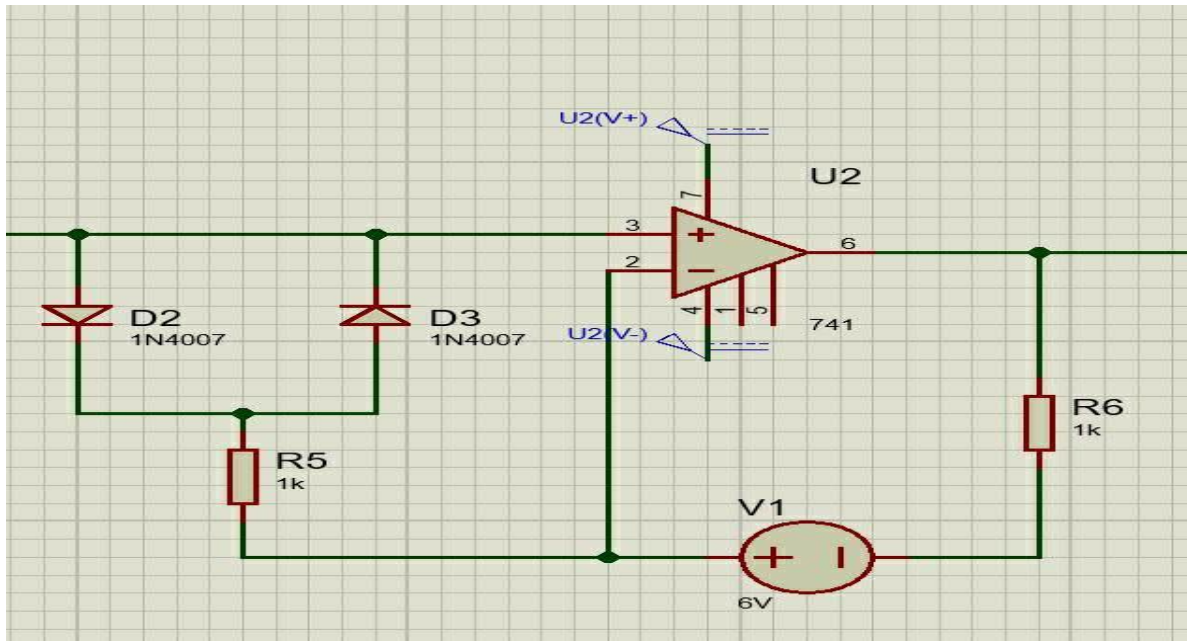 U2(V+)
U2
7
3
+
2
−
6
4
1
5
741
U2(V-)
D2
1N4007
D3
1N4007
R6
1k
R5
1k
V1
+
−
6V